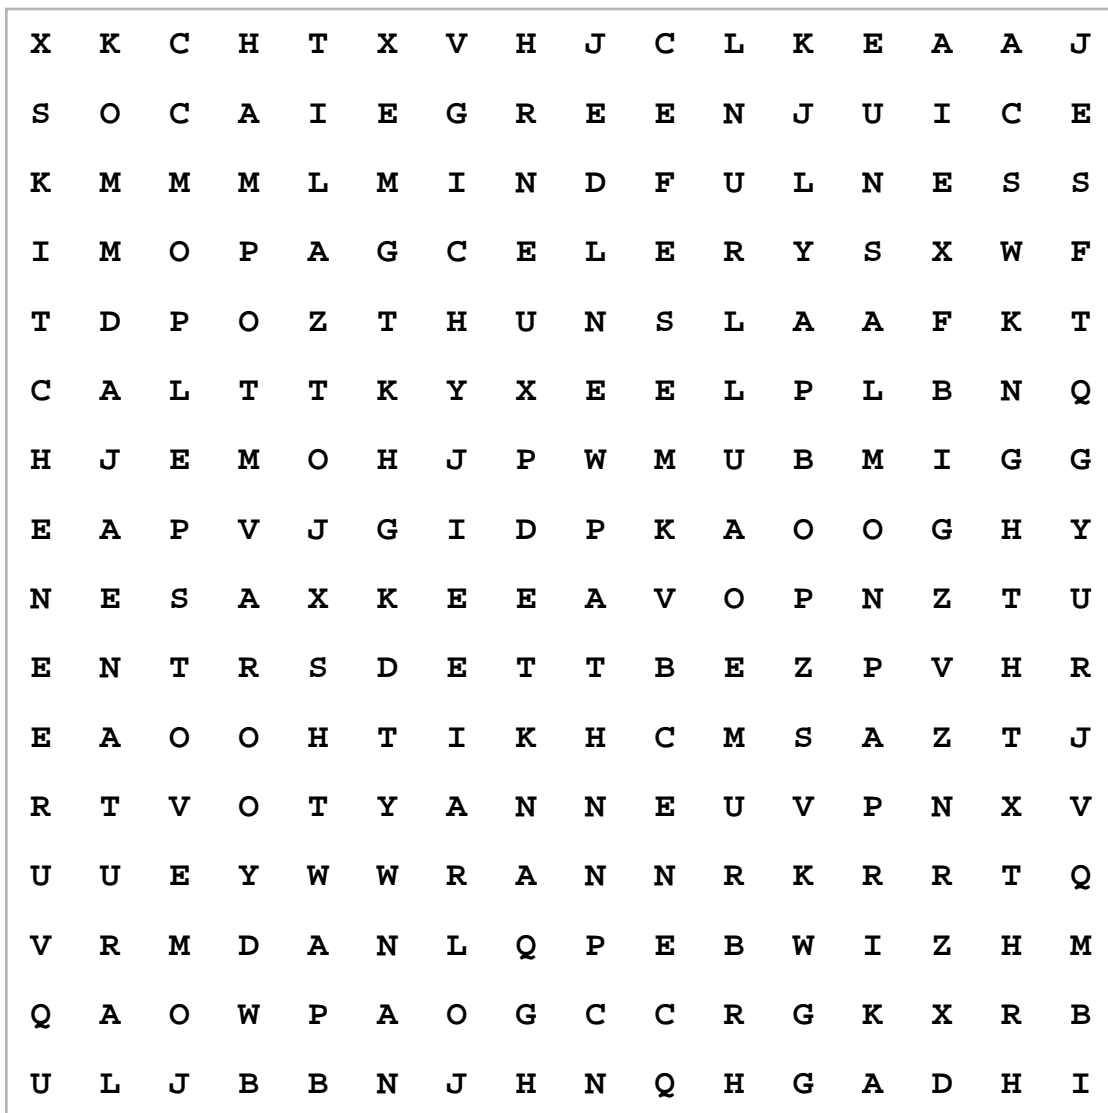 X K C H T X V H J C L K E A A J
S O C A I E G R E E N J U I C E
K M M M L M I N D F U L N E S S
I M O P A G C E L E R Y S X W F
T D P O Z T H U N S L A A F K T
C A L T T K Y X E E L P L B N Q
H J E M O H J P W M U B M I G G
E A P V J G I D P K A O O G H Y
N E S A X K E E A V O P N Z T U
E N T R S D E T T B E Z P V H R
E A O O H T I K H C M S A Z T J
R T V O T Y A N N E U V P N X V
U U E Y W W R A N N R K R R T Q
V R M D A N L Q P E B W I Z H M
Q A O W P A O G C C R G K X R B
U L J B B N J H N Q H G A D H I